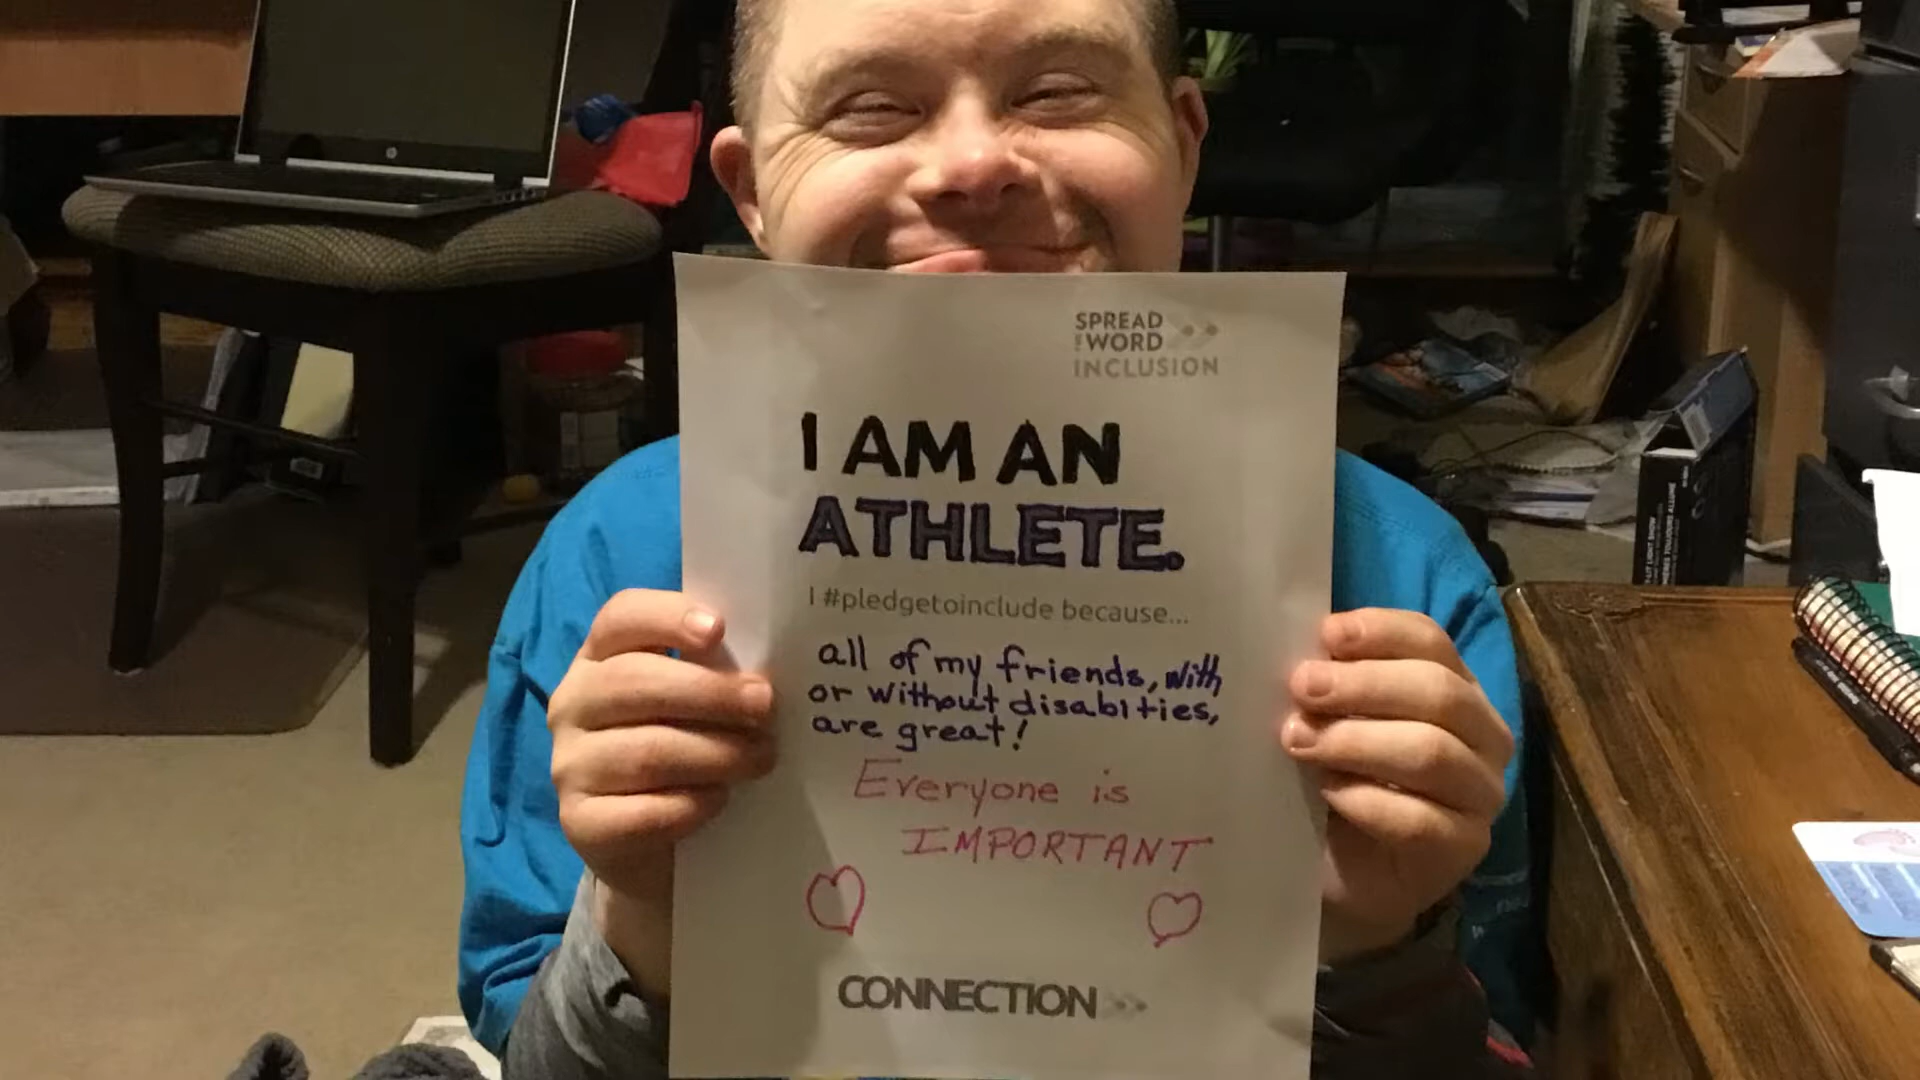 SPREAD
THE WORD
INCLUSION
I AM AN
ATHLETE.
I #pledgetoinclude because...
all of my friends, with
or without disabities,
are great!
Everyone is
IMPORTANT
CONNECTION
hp